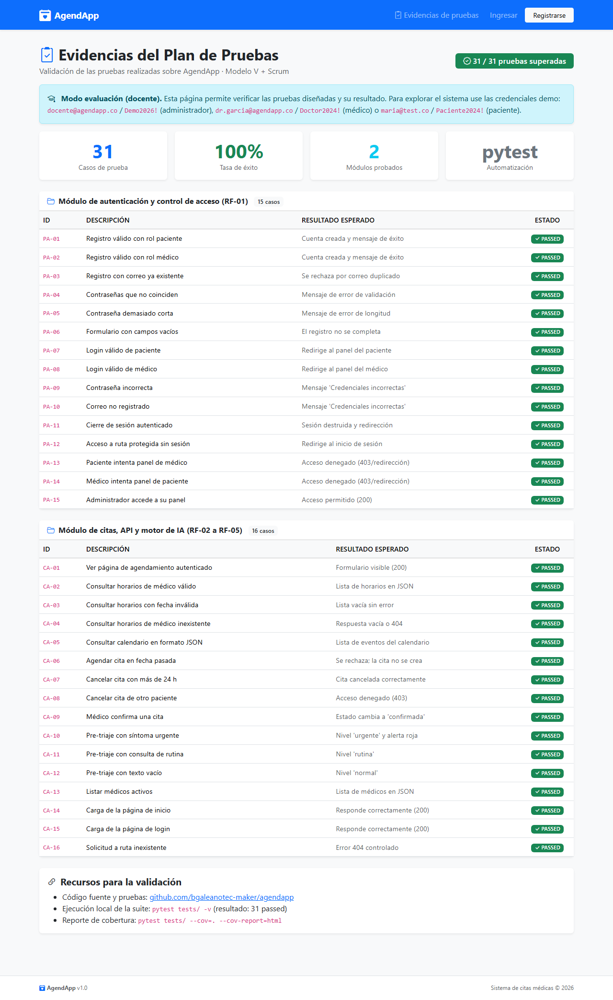 AgendApp
Evidencias de pruebas
Ingresar
Registrarse
Evidencias del Plan de Pruebas
Validación de las pruebas realizadas sobre AgendApp · Modelo V + Scrum
31 / 31 pruebas superadas
Modo evaluación (docente). Esta página permite verificar las pruebas diseñadas y su resultado. Para explorar el sistema use las credenciales demo:
docente@agendapp.co / Demo2026! (administrador), dr.garcia@agendapp.co / Doctor2024! (médico) o maria@test.co / Paciente2024! (paciente).
31
Casos de prueba
100%
Tasa de éxito
2
Módulos probados
pytest
Automatización
Módulo de autenticación y control de acceso (RF-01) 15 casos
ID DESCRIPCIÓN RESULTADO ESPERADO ESTADO
PA-01 Registro válido con rol paciente Cuenta creada y mensaje de éxito PASSED
PA-02 Registro válido con rol médico Cuenta creada y mensaje de éxito PASSED
PA-03 Registro con correo ya existente Se rechaza por correo duplicado PASSED
PA-04 Contraseñas que no coinciden Mensaje de error de validación PASSED
PA-05 Contraseña demasiado corta Mensaje de error de longitud PASSED
PA-06 Formulario con campos vacíos El registro no se completa PASSED
PA-07 Login válido de paciente Redirige al panel del paciente PASSED
PA-08 Login válido de médico Redirige al panel del médico PASSED
PA-09 Contraseña incorrecta Mensaje 'Credenciales incorrectas' PASSED
PA-10 Correo no registrado Mensaje 'Credenciales incorrectas' PASSED
PA-11 Cierre de sesión autenticado Sesión destruida y redirección PASSED
PA-12 Acceso a ruta protegida sin sesión Redirige al inicio de sesión PASSED
PA-13 Paciente intenta panel de médico Acceso denegado (403/redirección) PASSED
PA-14 Médico intenta panel de paciente Acceso denegado (403/redirección) PASSED
PA-15 Administrador accede a su panel Acceso permitido (200) PASSED
Módulo de citas, API y motor de IA (RF-02 a RF-05) 16 casos
ID DESCRIPCIÓN RESULTADO ESPERADO ESTADO
CA-01 Ver página de agendamiento autenticado Formulario visible (200) PASSED
CA-02 Consultar horarios de médico válido Lista de horarios en JSON PASSED
CA-03 Consultar horarios con fecha inválida Lista vacía sin error PASSED
CA-04 Consultar horarios de médico inexistente Respuesta vacía o 404 PASSED
CA-05 Consultar calendario en formato JSON Lista de eventos del calendario PASSED
CA-06 Agendar cita en fecha pasada Se rechaza; la cita no se crea PASSED
CA-07 Cancelar cita con más de 24 h Cita cancelada correctamente PASSED
CA-08 Cancelar cita de otro paciente Acceso denegado (403) PASSED
CA-09 Médico confirma una cita Estado cambia a 'confirmada' PASSED
CA-10 Pre-triaje con síntoma urgente Nivel 'urgente' y alerta roja PASSED
CA-11 Pre-triaje con consulta de rutina Nivel 'rutina' PASSED
CA-12 Pre-triaje con texto vacío Nivel 'normal' PASSED
CA-13 Listar médicos activos Lista de médicos en JSON PASSED
CA-14 Carga de la página de inicio Responde correctamente (200) PASSED
CA-15 Carga de la página de login Responde correctamente (200) PASSED
CA-16 Solicitud a ruta inexistente Error 404 controlado PASSED
Recursos para la validación
• Código fuente y pruebas: github.com/bgaleanotec-maker/agendapp
• Ejecución local de la suite: pytest tests/ -v (resultado: 31 passed)
• Reporte de cobertura: pytest tests/ --cov=. --cov-report=html
AgendApp v1.0
Sistema de citas médicas © 2026